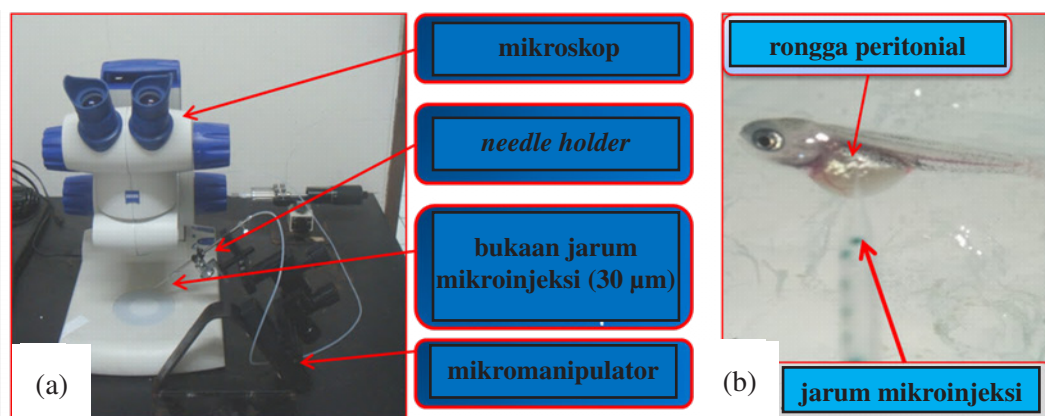 mikroskop
needle holder
bukaan jarum
mikroinjeksi (30 µm)
mikromanipulator
(a)
rongga peritonial
jarum mikroinjeksi
(b)